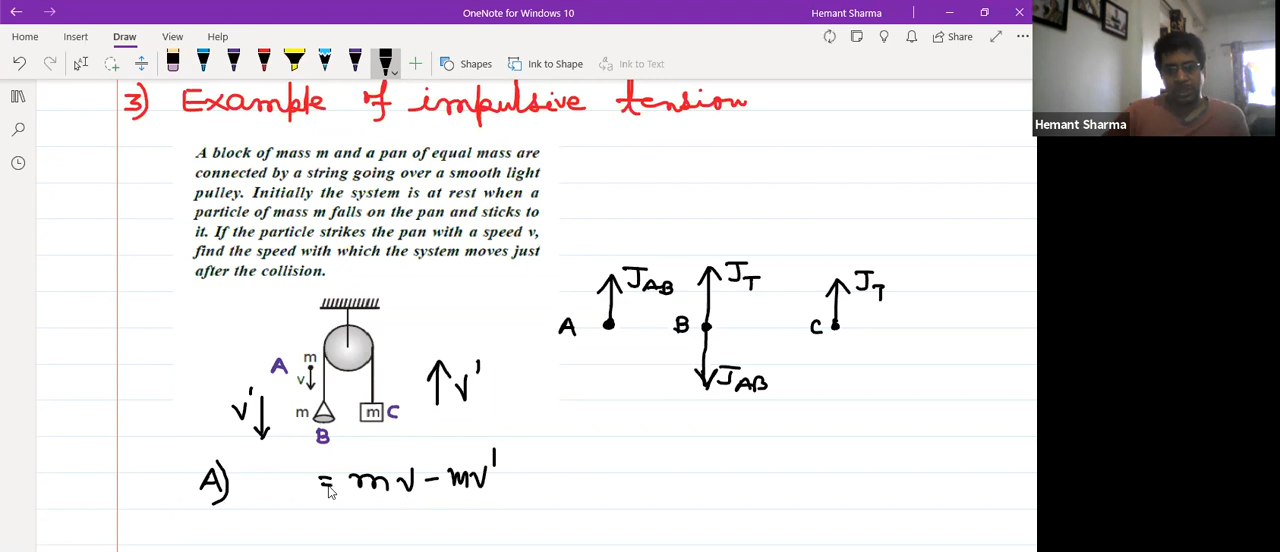 OneNote for Windows 10
Hemant Sharma
Home Insert Draw View Help
Share
Shapes Ink to Shape Ink to Text
3) Example of impulsive tension
Hemant Sharma
A block of mass m and a pan of equal mass are
connected by a string going over a smooth light
pulley. Initially the system is at rest when a
particle of mass m falls on the pan and sticks to
it. If the particle strikes the pan with a speed v,
find the speed with which the system moves just
after the collision.
J_AB J_T J_T
A B C
J_AB
A m
v
v' m m C v'
B
A) = mv - mv'